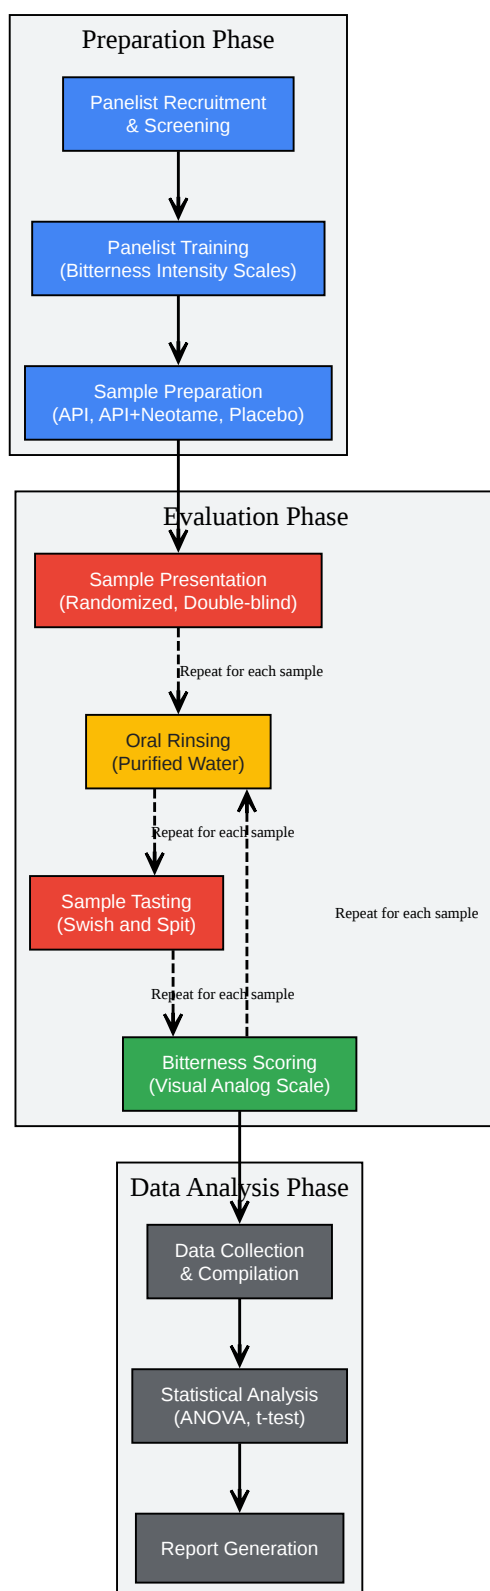 Preparation Phase
Panelist Recruitment
& Screening
Panelist Training
(Bitterness Intensity Scales)
Sample Preparation
(API, API+Neotame, Placebo)
Evaluation Phase
Sample Presentation
(Randomized, Double-blind)
Repeat for each sample
Oral Rinsing
(Purified Water)
Repeat for each sample
Sample Tasting
(Swish and Spit)
Repeat for each sample
Repeat for each sample
Bitterness Scoring
(Visual Analog Scale)
Data Analysis Phase
Data Collection
& Compilation
Statistical Analysis
(ANOVA, t-test)
Report Generation